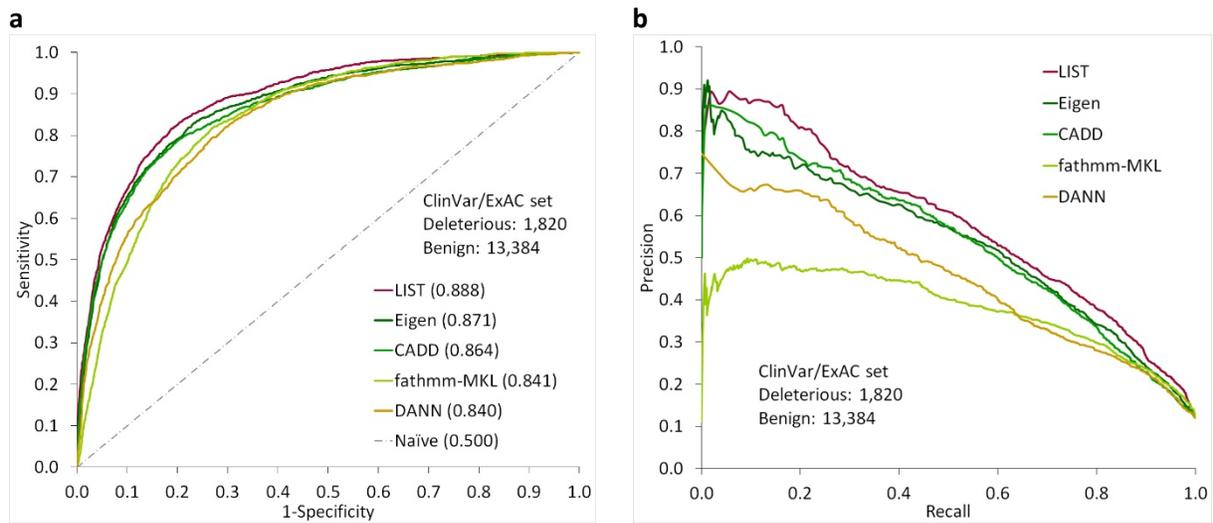 a
1.0
0.9
0.8
0.7
0.6
0.5
0.4
0.3
0.2
0.1
0.0
Sensitivity
ClinVar/ExAC set
Deleterious: 1,820
Benign: 13,384
LIST (0.888)
Eigen (0.871)
CADD (0.864)
fathmm-MKL (0.841)
DANN (0.840)
Naïve (0.500)
0.0 0.1 0.2 0.3 0.4 0.5 0.6 0.7 0.8 0.9 1.0
1-Specificity
b
1.0
0.9
0.8
0.7
0.6
0.5
0.4
0.3
0.2
0.1
0.0
Precision
LIST
Eigen
CADD
fathmm-MKL
DANN
ClinVar/ExAC set
Deleterious: 1,820
Benign: 13,384
0.0 0.2 0.4 0.6 0.8 1.0
Recall